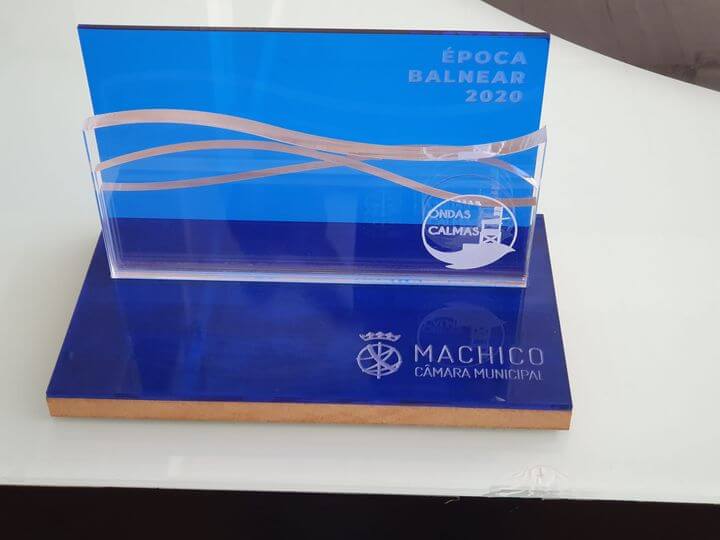 ÉPOCA
BALNEAR
2020
ONDAS
CALMAS
MACHICO
CÂMARA MUNICIPAL